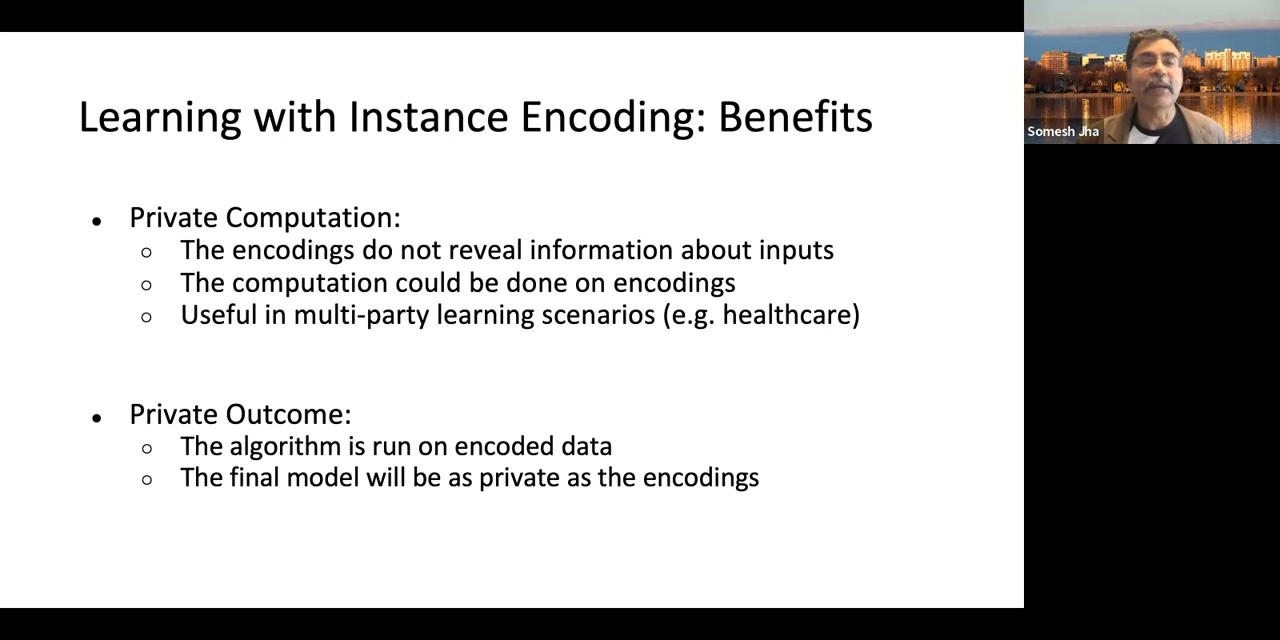 Learning with Instance Encoding: Benefits
● Private Computation:
○ The encodings do not reveal information about inputs
○ The computation could be done on encodings
○ Useful in multi-party learning scenarios (e.g. healthcare)
● Private Outcome:
○ The algorithm is run on encoded data
○ The final model will be as private as the encodings
Somesh Jha